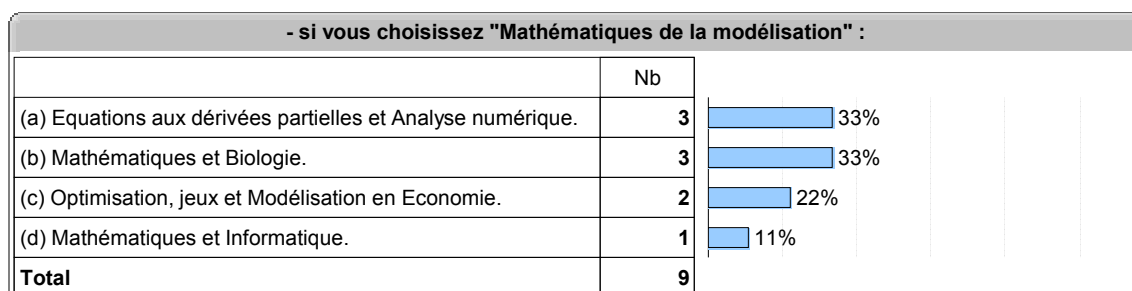 - si vous choisissez "Mathématiques de la modélisation" :
Nb
(a) Equations aux dérivées partielles et Analyse numérique. 3 33%
(b) Mathématiques et Biologie. 3 33%
(c) Optimisation, jeux et Modélisation en Economie. 2 22%
(d) Mathématiques et Informatique. 1 11%
Total 9